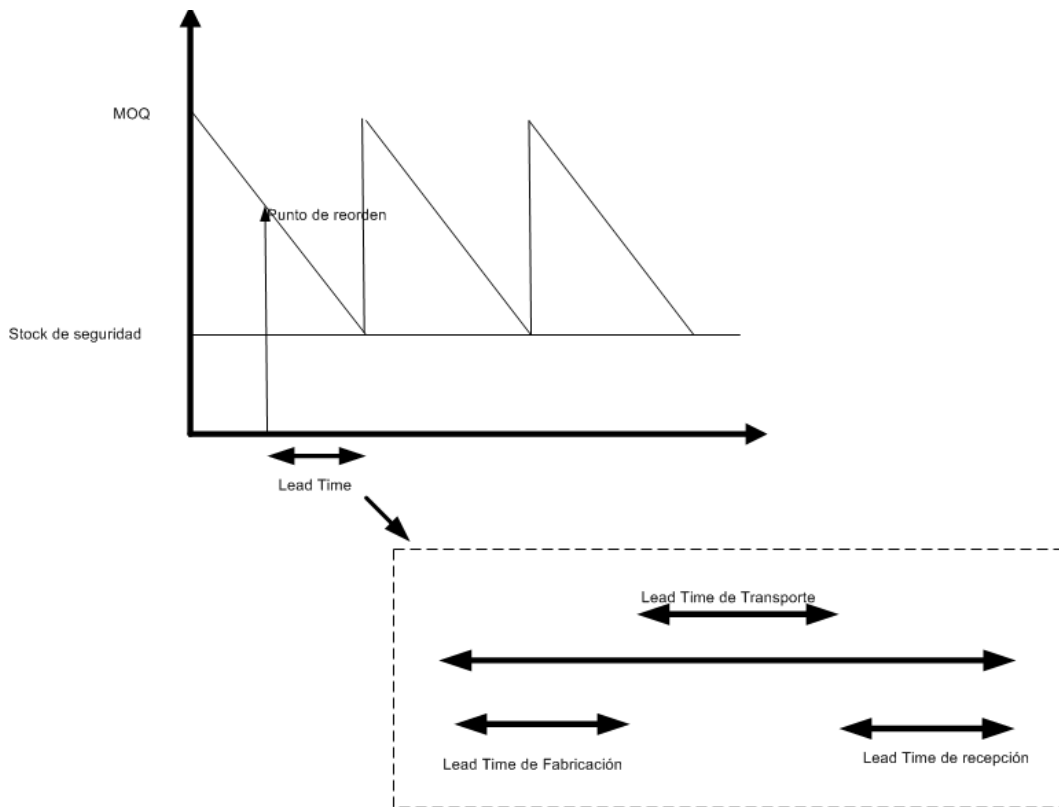 MOQ
Punto de reorden
Stock de seguridad
Lead Time
Lead Time de Transporte
Lead Time de Fabricación
Lead Time de recepción